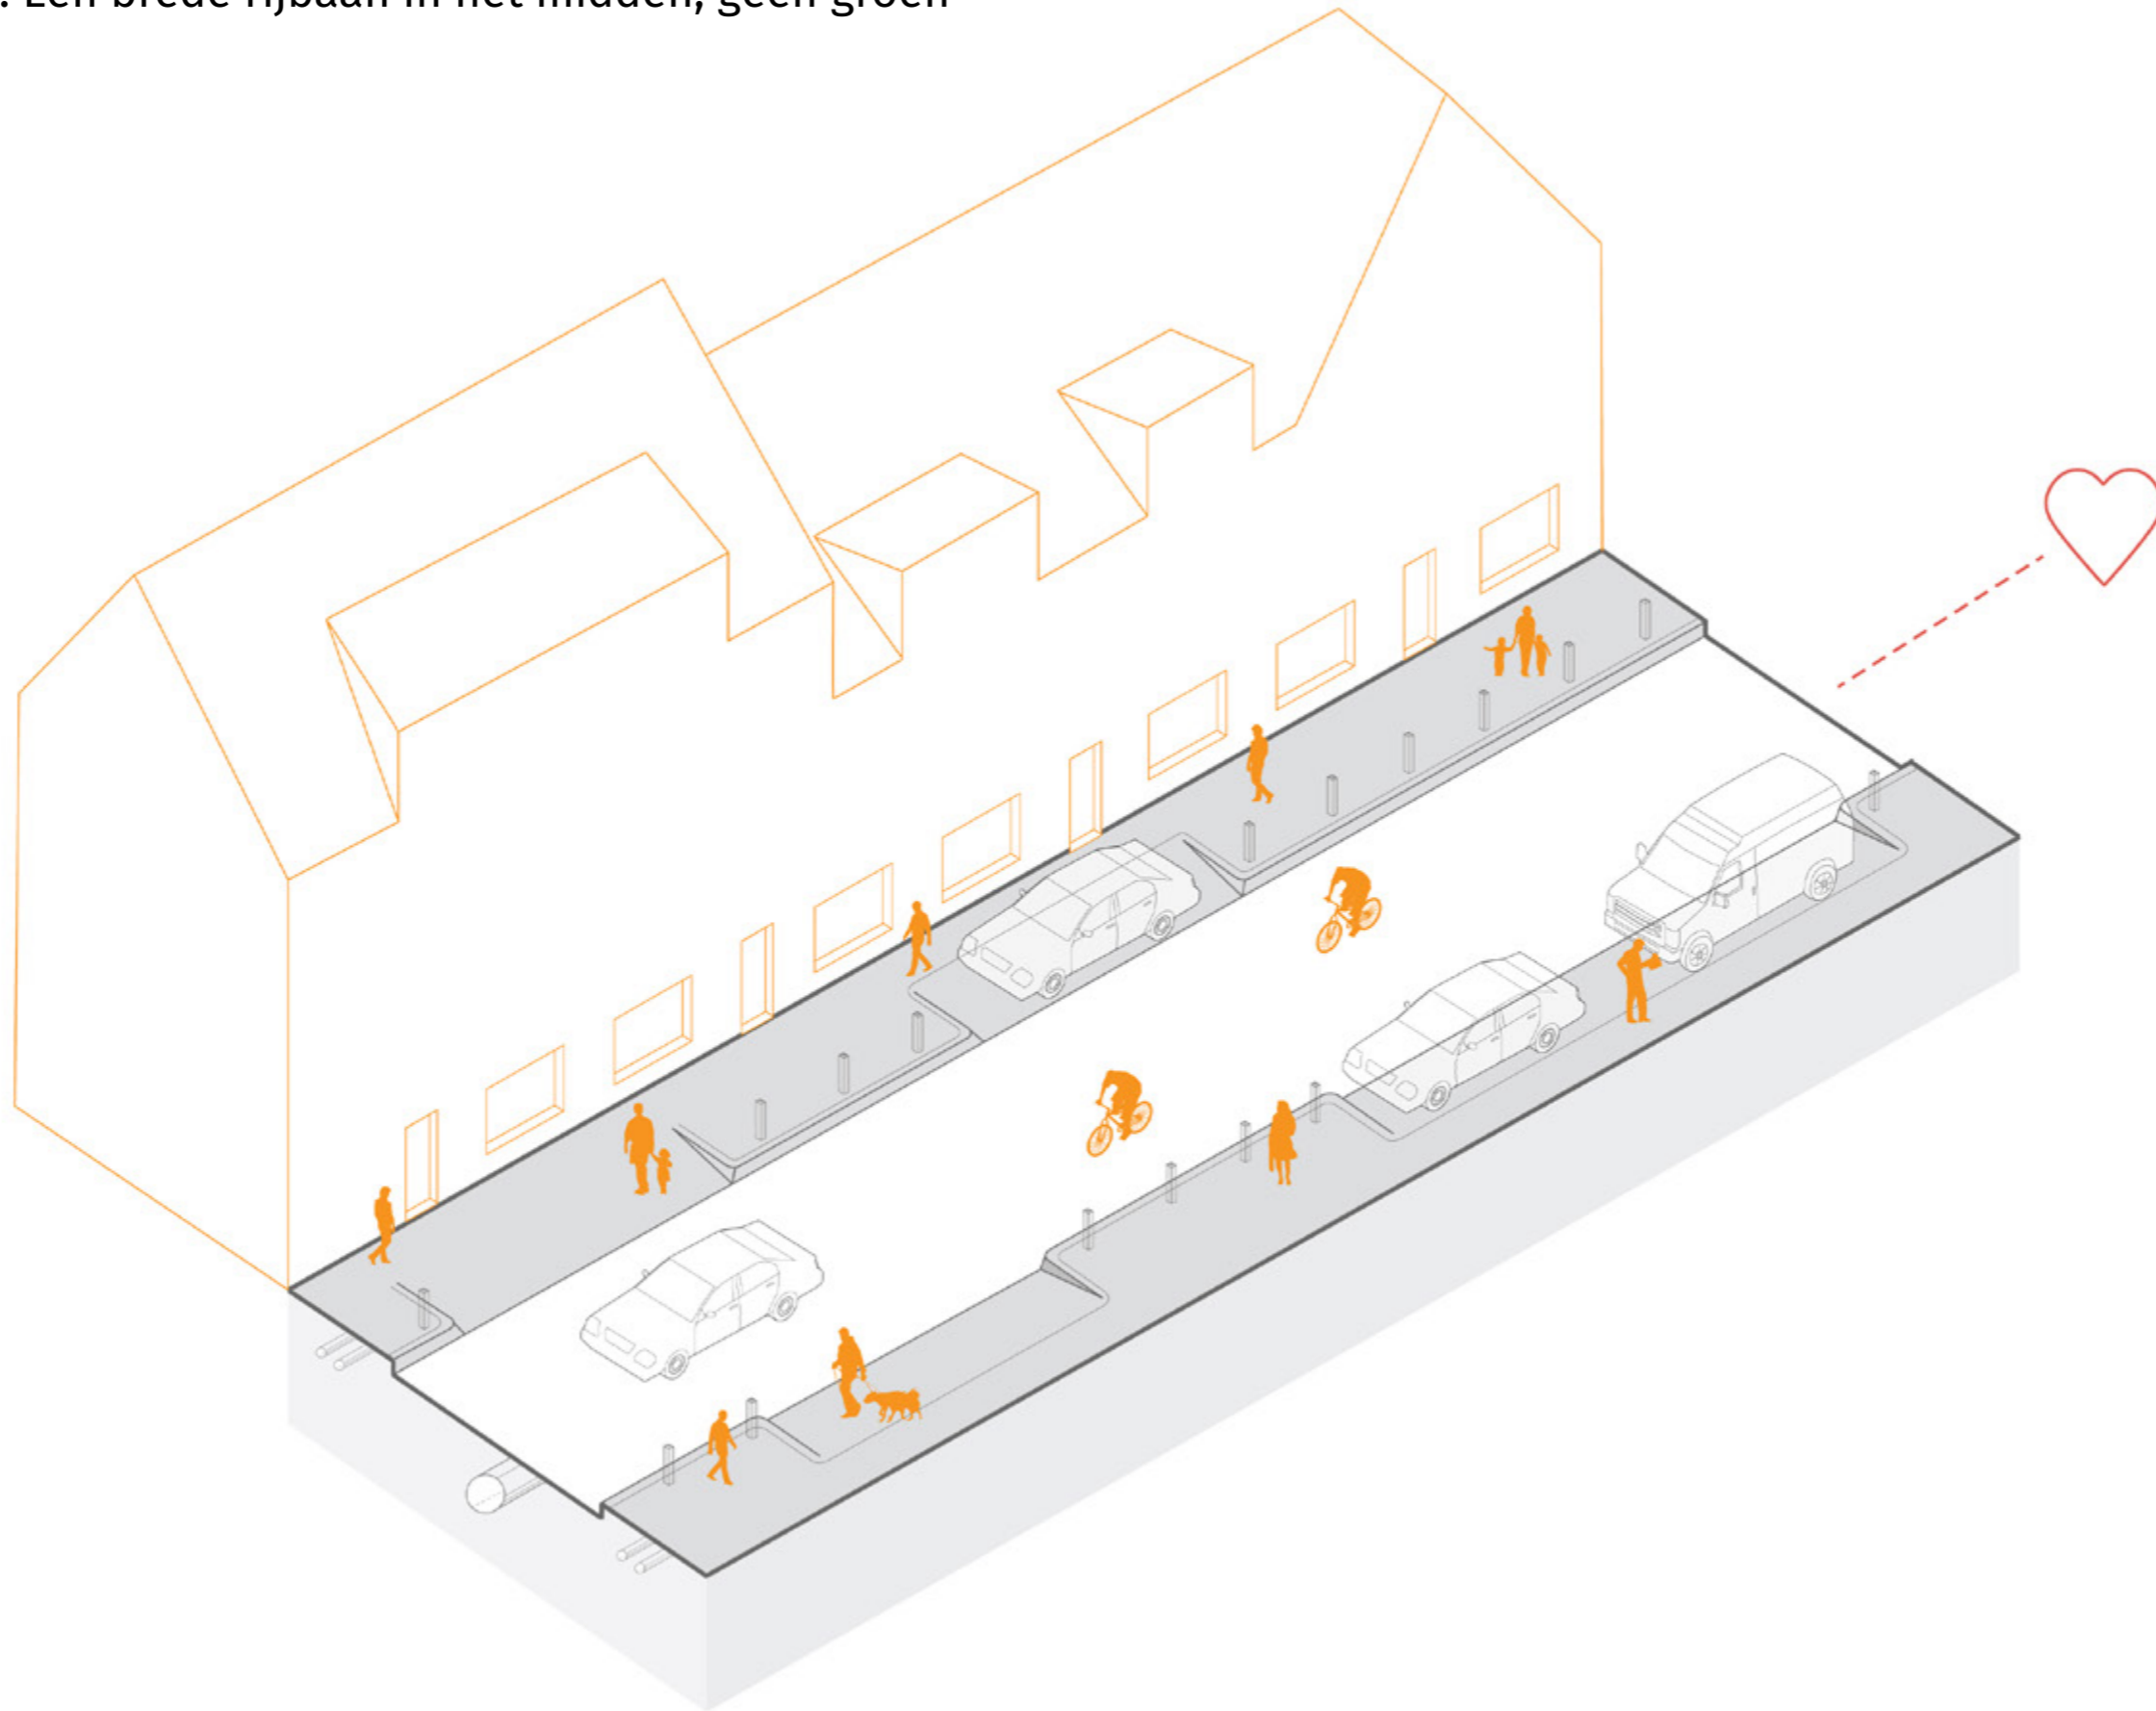 . Een brede rijbaan in het midden, geen groen